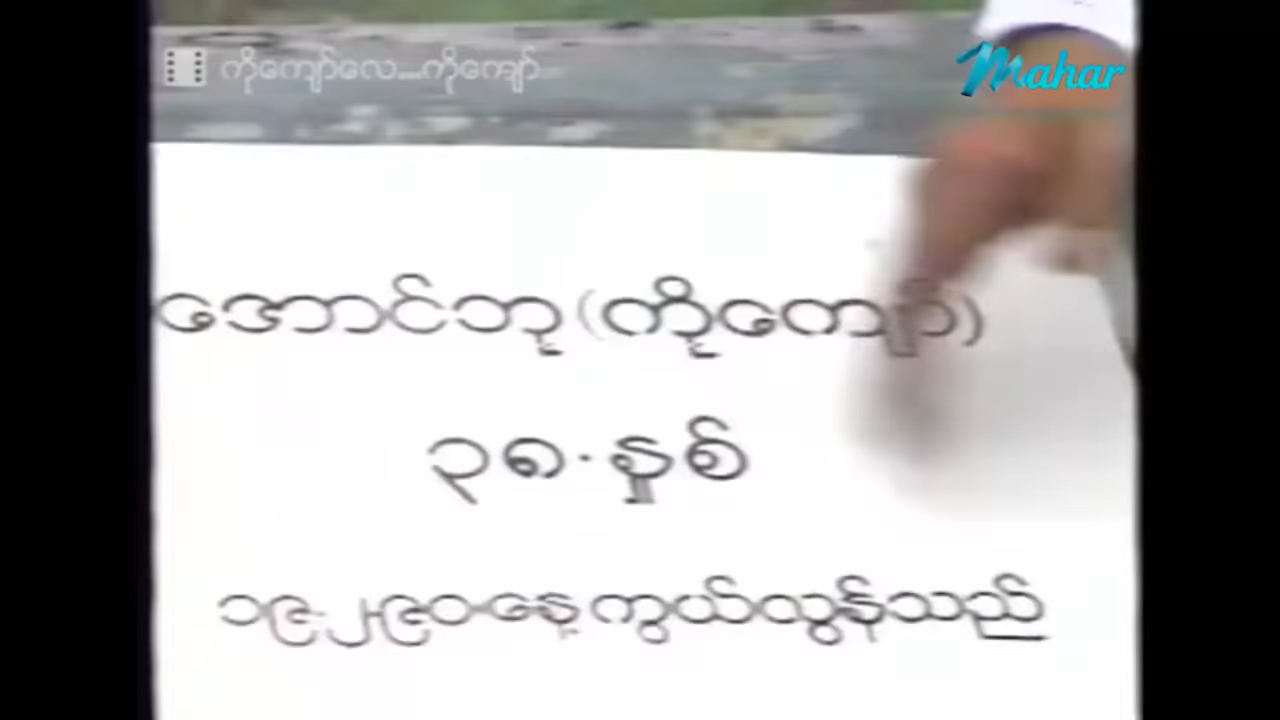 ကိုကျော်လေ...ကိုကျော်
Mahar
အောင်ဘု(ကိုကျော်)
၃၈.နှစ်
၁၉.၂.၉၀.နေ့ကွယ်လွန်သည်